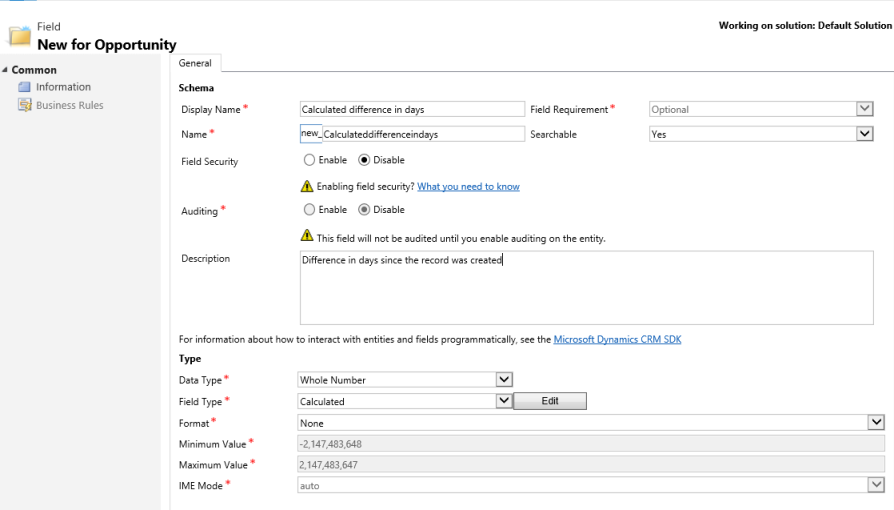 Field
New for Opportunity
Working on solution: Default Solution
Common
Information
Business Rules
General
Schema
Display Name * Calculated difference in days Field Requirement * Optional
Name * new_ Calculateddifferenceindays Searchable Yes
Field Security Enable Disable
Enabling field security? What you need to know
Auditing * Enable Disable
This field will not be audited until you enable auditing on the entity.
Description Difference in days since the record was created
For information about how to interact with entities and fields programmatically, see the Microsoft Dynamics CRM SDK
Type
Data Type * Whole Number
Field Type * Calculated Edit
Format * None
Minimum Value * -2,147,483,648
Maximum Value * 2,147,483,647
IME Mode * auto